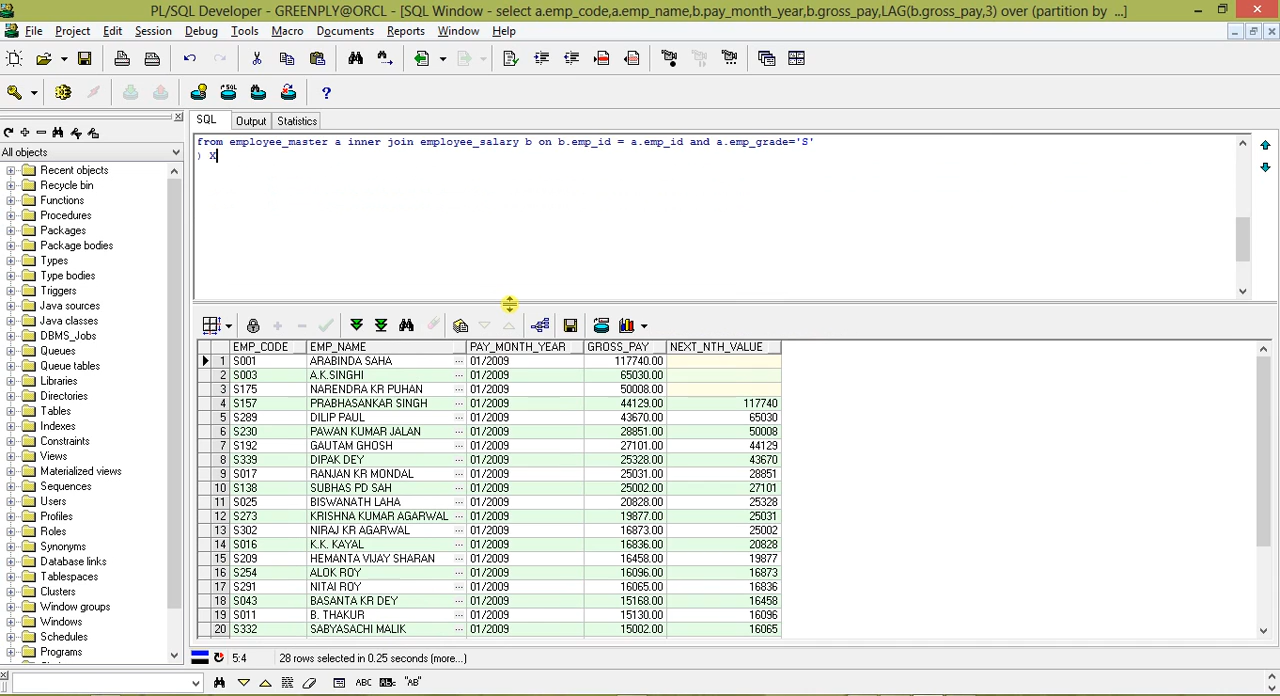 PL/SQL Developer - GREENPLY@ORCL - [SQL Window - select a.emp_code,a.emp_name,b.pay_month_year,b.gross_pay,LAG(b.gross_pay,3) over (partition by ...]
File Project Edit Session Debug Tools Macro Documents Reports Window Help
SQL Output Statistics
from employee_master a inner join employee_salary b on b.emp_id = a.emp_id and a.emp_grade='S'
) X
All objects
Recent objects
Recycle bin
Functions
Procedures
Packages
Package bodies
Types
Type bodies
Triggers
Java sources
Java classes
DBMS_Jobs
Queues
Queue tables
Libraries
Directories
Tables
Indexes
Constraints
Views
Materialized views
Sequences
Users
Profiles
Roles
Synonyms
Database links
Tablespaces
Clusters
Window groups
Windows
Schedules
Programs
EMP_CODE EMP_NAME PAY_MONTH_YEAR GROSS_PAY NEXT_NTH_VALUE
1 S001 ARABINDA SAHA ... 01/2009 117740.00
2 S003 A.K.SINGHI ... 01/2009 65030.00
3 S175 NARENDRA KR PUHAN ... 01/2009 50008.00
4 S157 PRABHASANKAR SINGH ... 01/2009 44129.00 117740
5 S289 DILIP PAUL ... 01/2009 43670.00 65030
6 S230 PAWAN KUMAR JALAN ... 01/2009 28851.00 50008
7 S192 GAUTAM GHOSH ... 01/2009 27101.00 44129
8 S339 DIPAK DEY ... 01/2009 25328.00 43670
9 S017 RANJAN KR MONDAL ... 01/2009 25031.00 28851
10 S138 SUBHAS PD SAH ... 01/2009 25002.00 27101
11 S025 BISWANATH LAHA ... 01/2009 20828.00 25328
12 S273 KRISHNA KUMAR AGARWAL ... 01/2009 19877.00 25031
13 S302 NIRAJ KR AGARWAL ... 01/2009 16873.00 25002
14 S016 K.K. KAYAL ... 01/2009 16836.00 20828
15 S209 HEMANTA VIJAY SHARAN ... 01/2009 16458.00 19877
16 S254 ALOK ROY ... 01/2009 16096.00 16873
17 S291 NITAI ROY ... 01/2009 16065.00 16836
18 S043 BASANTA KR DEY ... 01/2009 15168.00 16458
19 S011 B. THAKUR ... 01/2009 15130.00 16096
20 S332 SABYASACHI MALIK ... 01/2009 15002.00 16065
5:4 28 rows selected in 0.25 seconds (more...)
ABC ABc "AB"